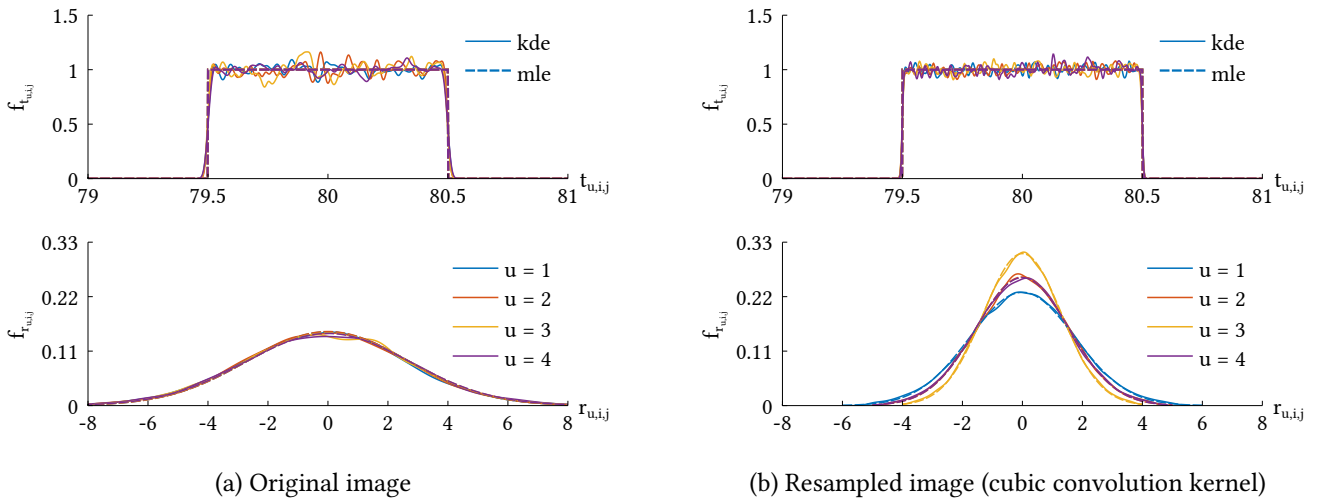 1.5
1
0.5
0
79 79.5 80 80.5 81
f_{t_{u,i,j}}
t_{u,i,j}
kde
mle
1.5
1
0.5
0
79 79.5 80 80.5 81
f_{t_{u,i,j}}
t_{u,i,j}
kde
mle
0.33
0.22
0.11
0
-8 -6 -4 -2 0 2 4 6 8
f_{r_{u,i,j}}
r_{u,i,j}
u = 1
u = 2
u = 3
u = 4
0.33
0.22
0.11
0
-8 -6 -4 -2 0 2 4 6 8
f_{r_{u,i,j}}
r_{u,i,j}
u = 1
u = 2
u = 3
u = 4
(a) Original image
(b) Resampled image (cubic convolution kernel)